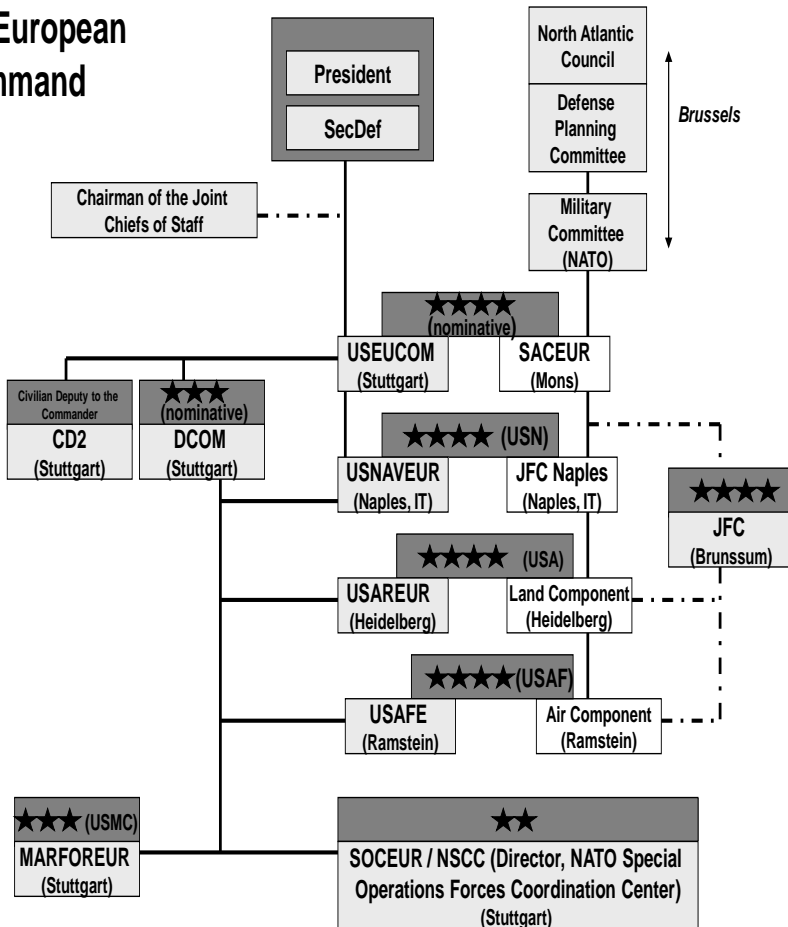 European
mmand
President
SecDef
North Atlantic
Council
Defense
Planning
Committee
Brussels
Chairman of the Joint
Chiefs of Staff
Military
Committee
(NATO)
★★★★
(nominative)
USEUCOM
(Stuttgart)
SACEUR
(Mons)
Civilian Deputy to the
Commander
CD2
(Stuttgart)
★★★
(nominative)
DCOM
(Stuttgart)
★★★★ (USN)
USNAVEUR
(Naples, IT)
JFC Naples
(Naples, IT)
★★★★
JFC
(Brunssum)
★★★★ (USA)
USAREUR
(Heidelberg)
Land Component
(Heidelberg)
★★★★(USAF)
USAFE
(Ramstein)
Air Component
(Ramstein)
★★★ (USMC)
MARFOREUR
(Stuttgart)
★★
SOCEUR / NSCC (Director, NATO Special
Operations Forces Coordination Center)
(Stuttgart)